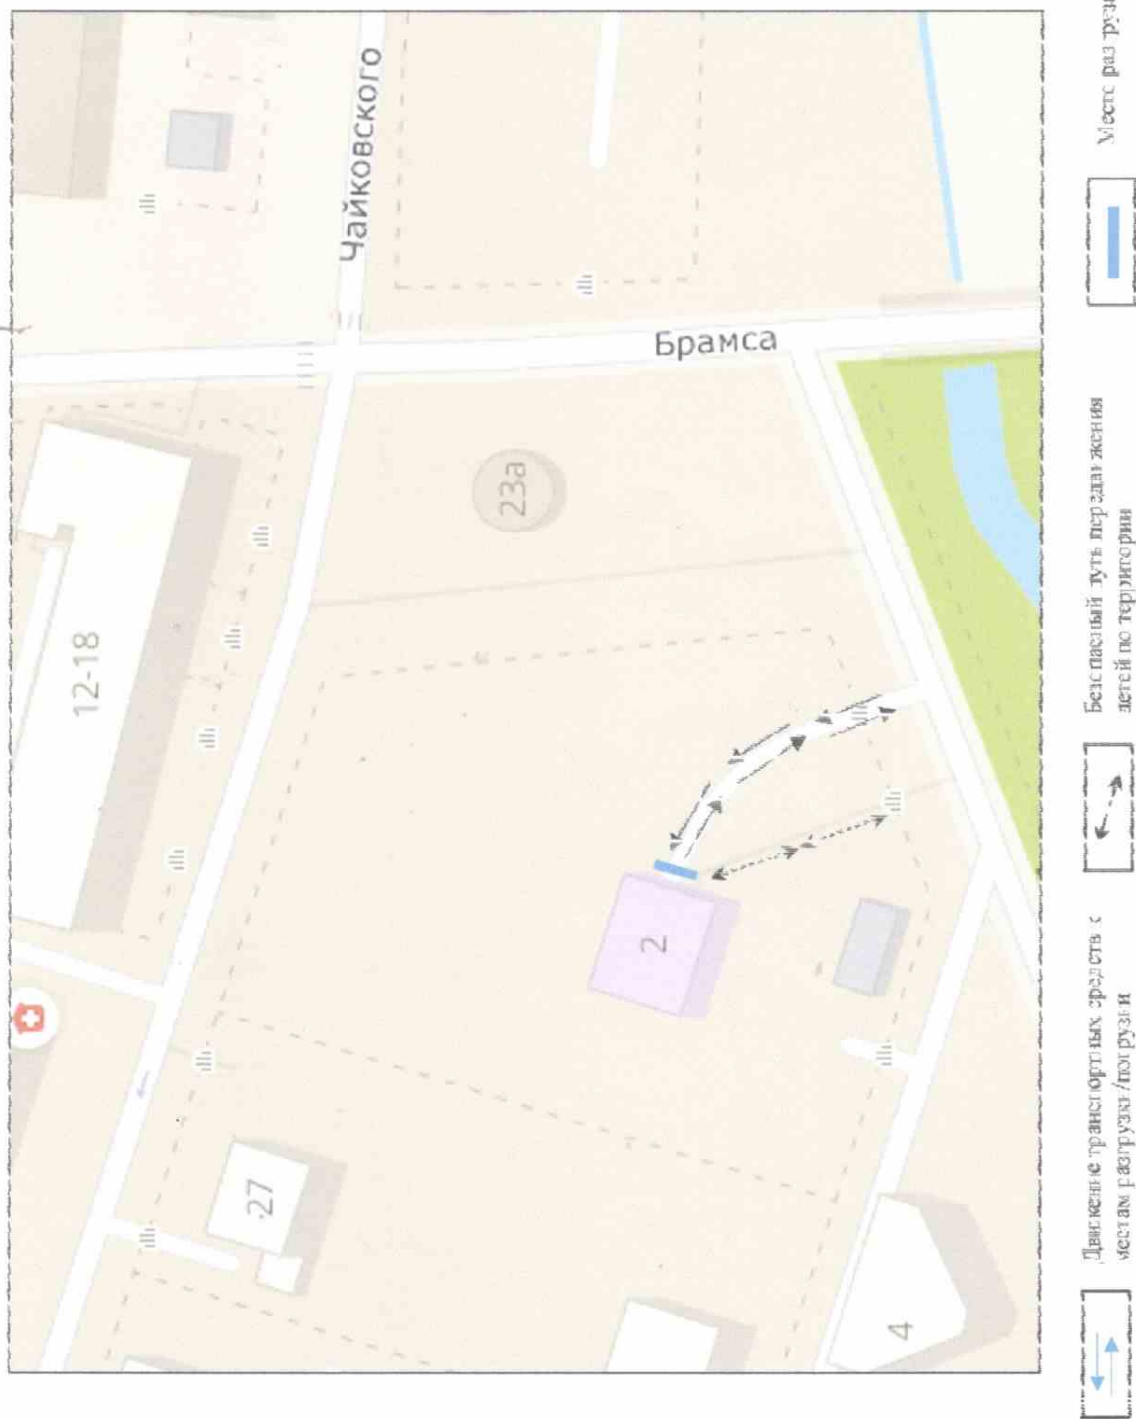 Чайковского
Брамса
12-18
23а
2
27
4
Движение транспортных средств с
местам разгрузки/погрузки
Безопасный путь передвижения
детей по территории
Место